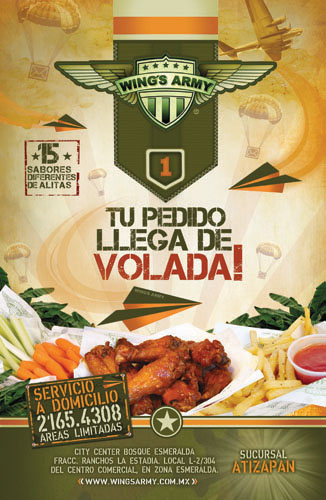 WING'S ARMY
®
1
15
SABORES
DIFERENTES
DE ALITAS
TU PEDIDO
LLEGA DE
VOLADA!
SERVICIO
A DOMICILIO
2165.4308
ÁREAS LIMITADAS
CITY CENTER BOSQUE ESMERALDA
FRACC. RANCHOS LA ESTADIA. LOCAL L-2/304
DEL CENTRO COMERCIAL, EN ZONA ESMERALDA.
WWW.WINGSARMY.COM.MX
SUCURSAL
ATIZAPÁN